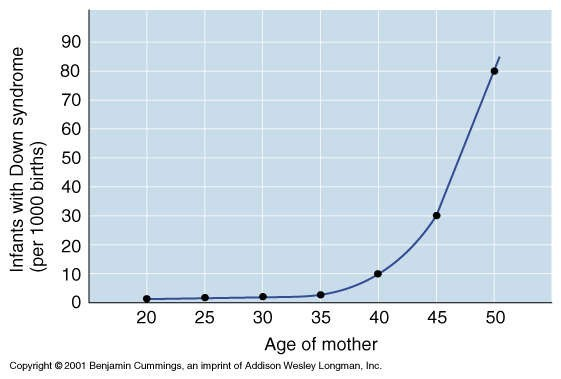 Infants with Down syndrome
(per 1000 births)
90
80
70
60
50
40
30
20
10
0
20 25 30 35 40 45 50
Age of mother
Copyright © 2001 Benjamin Cummings, an imprint of Addison Wesley Longman, Inc.